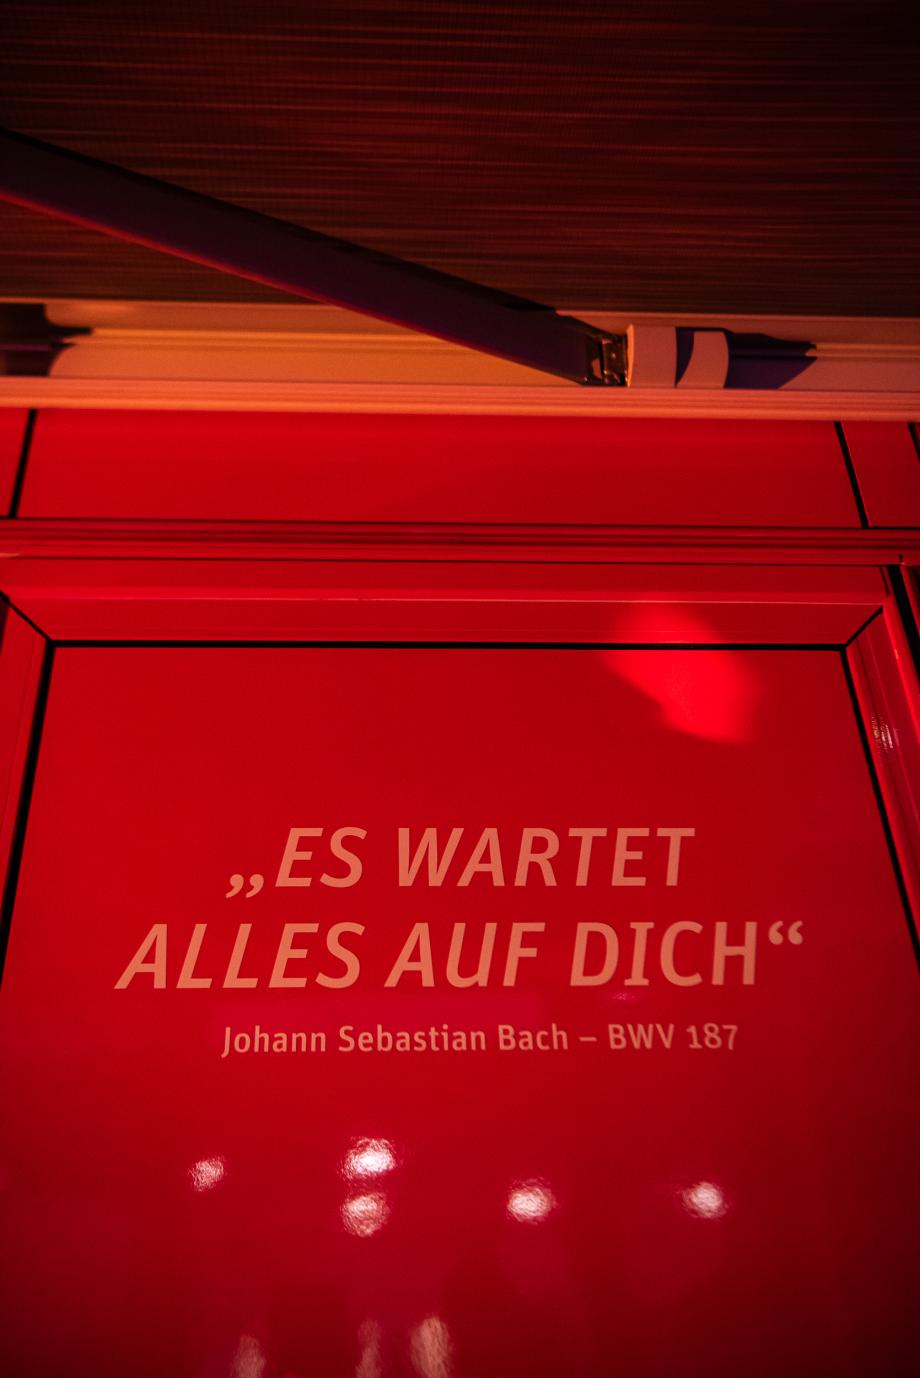 „ES WARTET
ALLES AUF DICH“
Johann Sebastian Bach – BWV 187